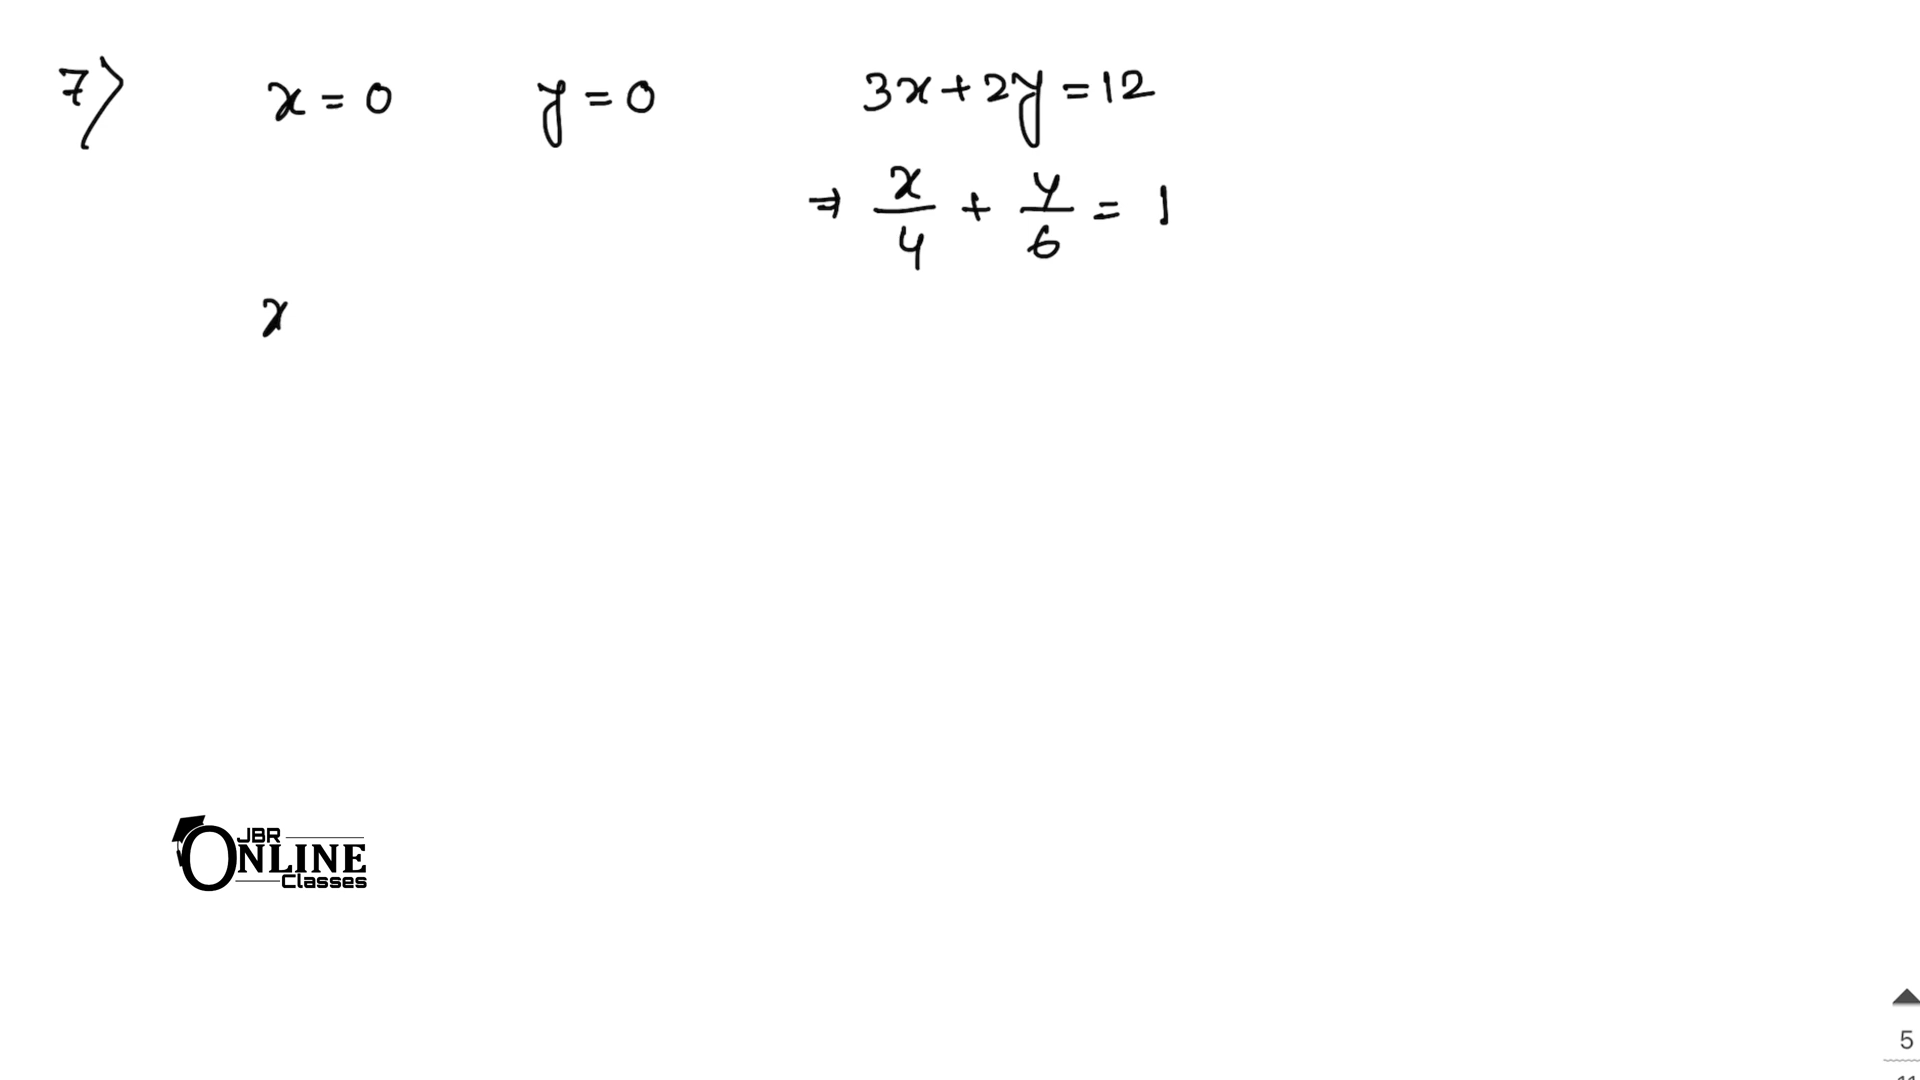 7) x = 0 y = 0 3x + 2y = 12
⇒ x/4 + y/6 = 1
x
JBR
ONLINE
Classes
5